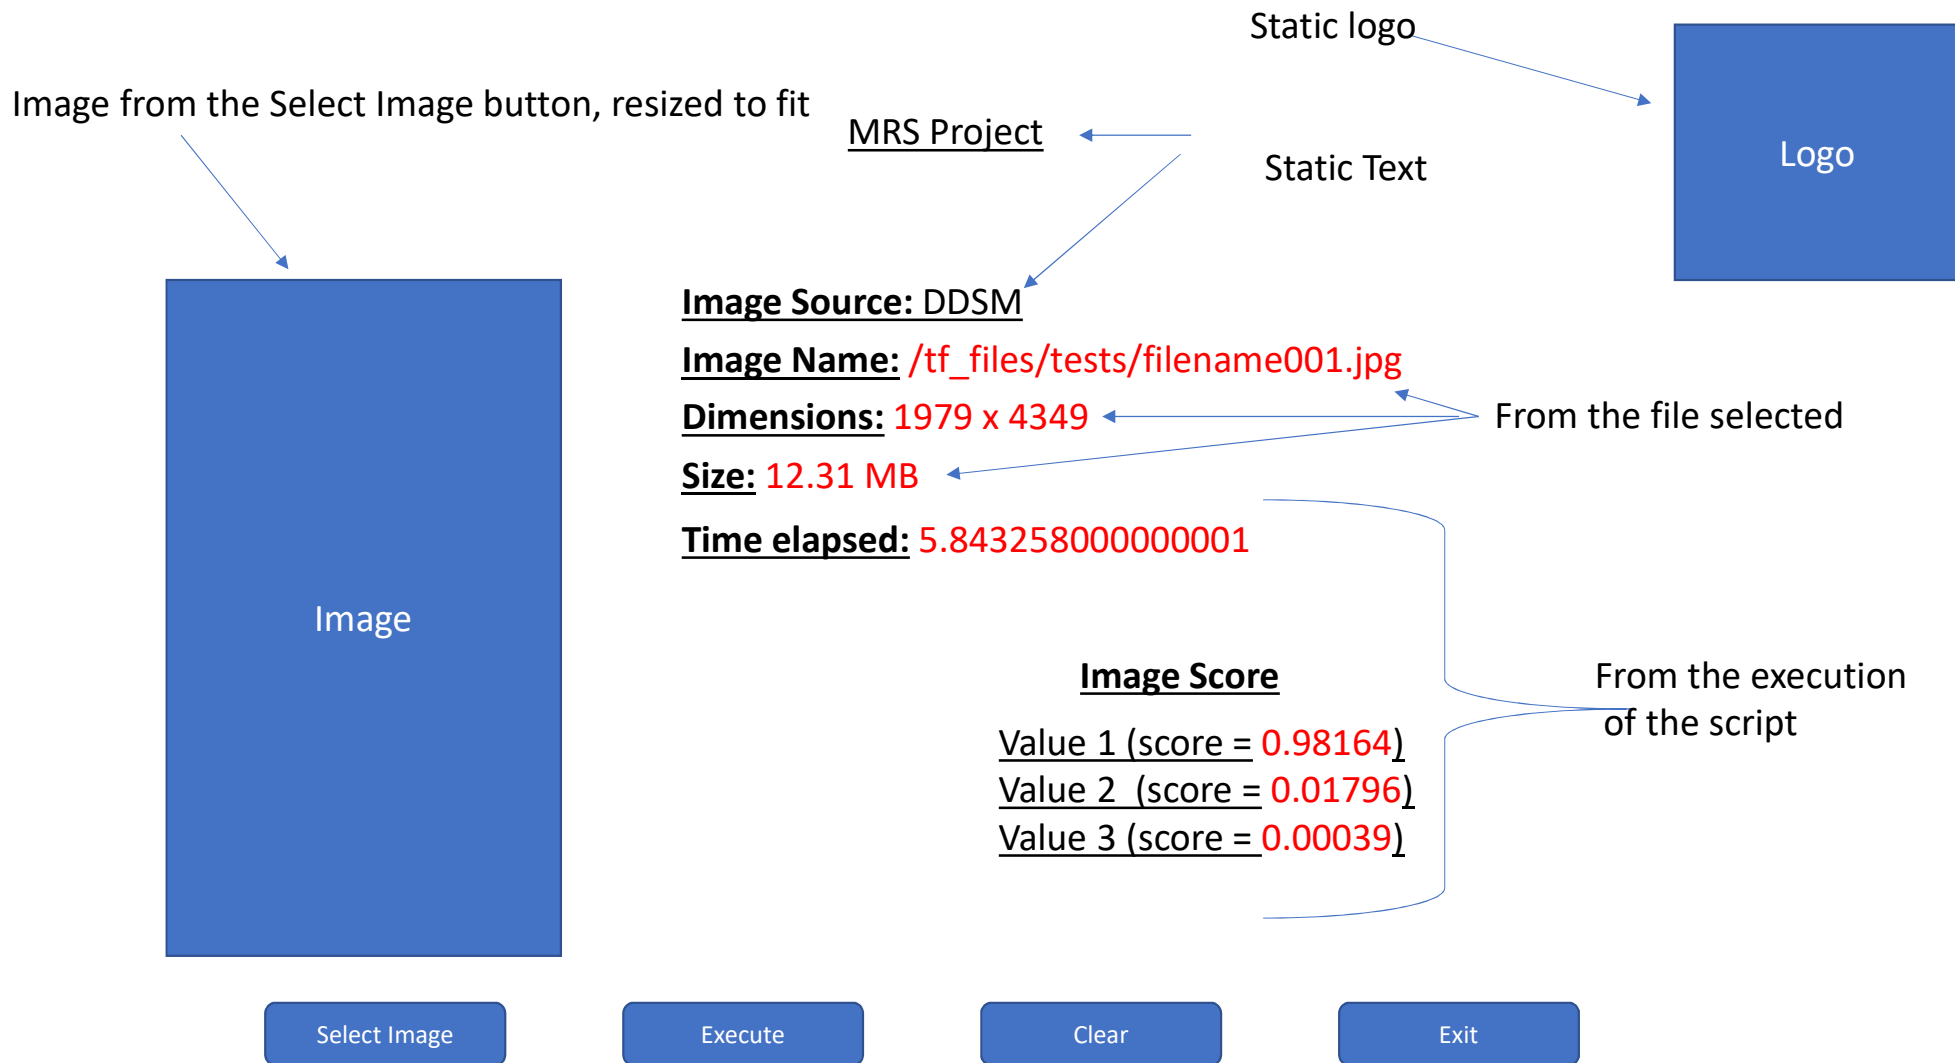 Static logo
Image from the Select Image button, resized to fit
MRS Project
Static Text
Logo
Image Source: DDSM
Image Name: /tf_files/tests/filename001.jpg
Dimensions: 1979 x 4349
From the file selected
Size: 12.31 MB
Time elapsed: 5.843258000000001
Image
Image Score
From the execution
of the script
Value 1 (score = 0.98164)
Value 2  (score = 0.01796)
Value 3 (score = 0.00039)
Select Image
Execute
Clear
Exit